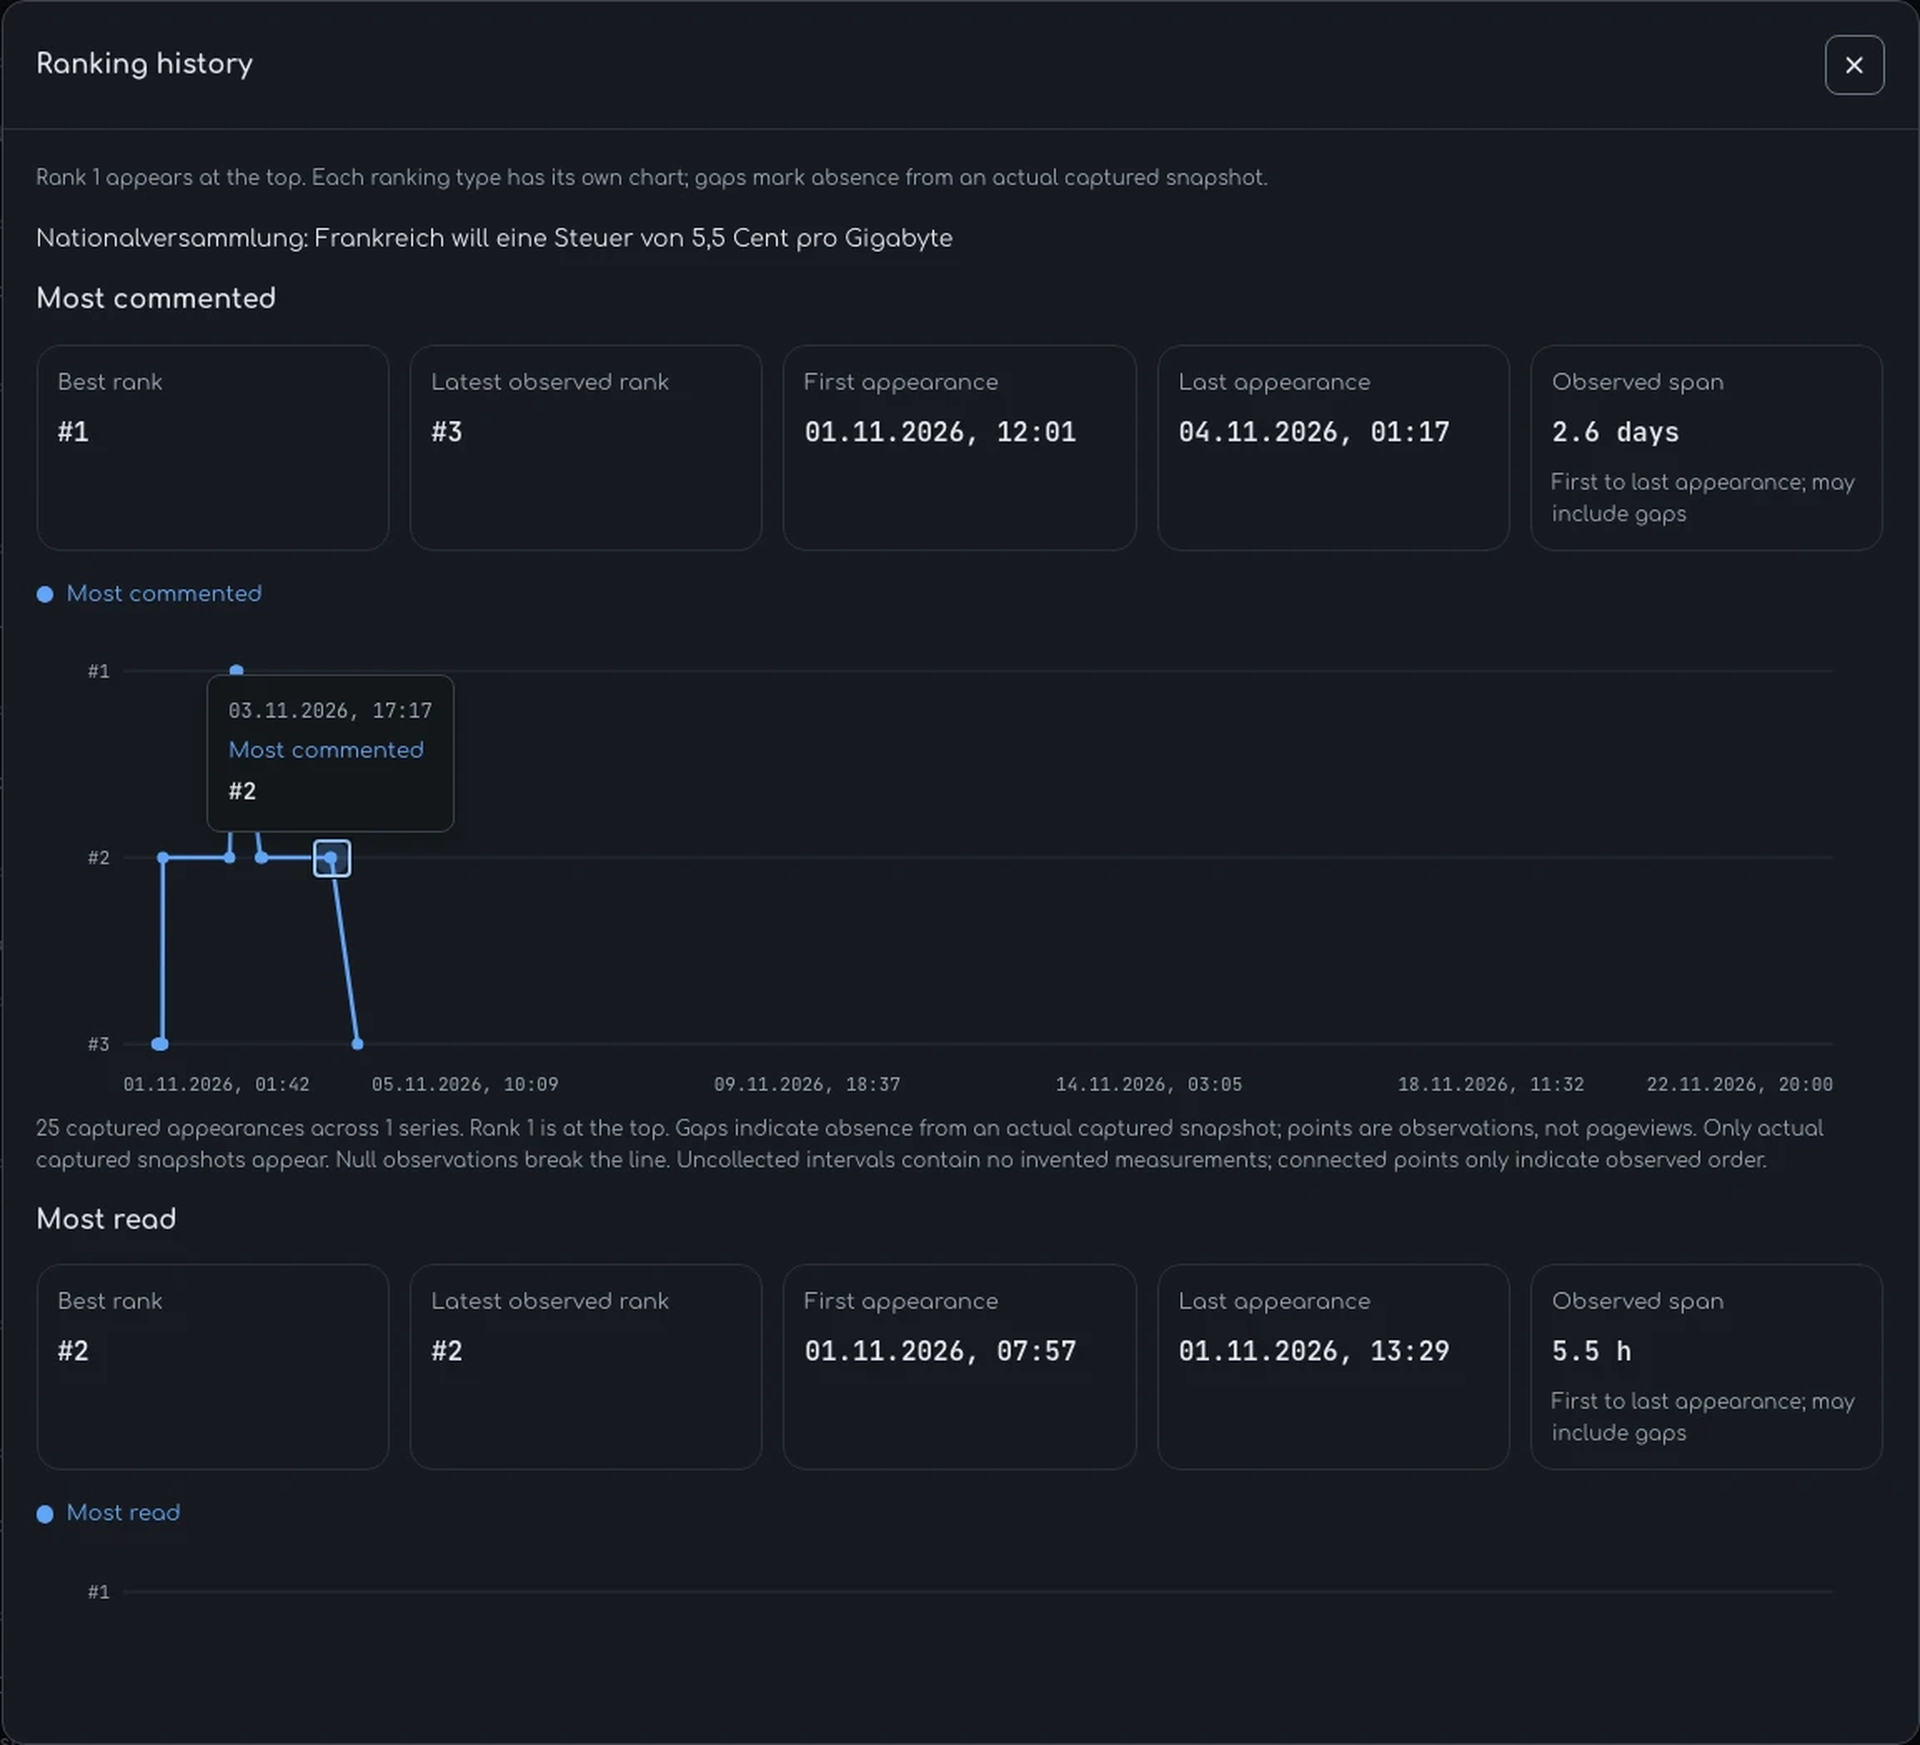 Ranking history
Rank 1 appears at the top. Each ranking type has its own chart; gaps mark absence from an actual captured snapshot.
Nationalversammlung: Frankreich will eine Steuer von 5,5 Cent pro Gigabyte
Most commented
Best rank
#1
Latest observed rank
#3
First appearance
01.11.2026, 12:01
Last appearance
04.11.2026, 01:17
Observed span
2.6 days
First to last appearance; may
include gaps
Most commented
#1
03.11.2026, 17:17
Most commented
#2
#2
#3
01.11.2026, 01:42 05.11.2026, 10:09 09.11.2026, 18:37 14.11.2026, 03:05 18.11.2026, 11:32 22.11.2026, 20:00
25 captured appearances across 1 series. Rank 1 is at the top. Gaps indicate absence from an actual captured snapshot; points are observations, not pageviews. Only actual
captured snapshots appear. Null observations break the line. Uncollected intervals contain no invented measurements; connected points only indicate observed order.
Most read
Best rank
#2
Latest observed rank
#2
First appearance
01.11.2026, 07:57
Last appearance
01.11.2026, 13:29
Observed span
5.5 h
First to last appearance; may
include gaps
Most read
#1